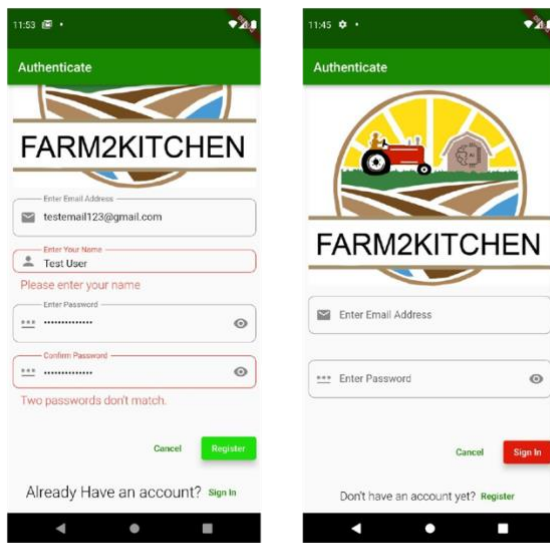 11:53
Authenticate
FARM2KITCHEN
Enter Email Address
testemail123@gmail.com
Enter Your Name
Test User
Please enter your name
Enter Password
••••••••••••••
Confirm Password
••••••••••••••
Two passwords don't match.
Cancel Register
Already Have an account? Sign In
11:45
Authenticate
FARM2KITCHEN
Enter Email Address
Enter Password
Cancel Sign In
Don't have an account yet? Register